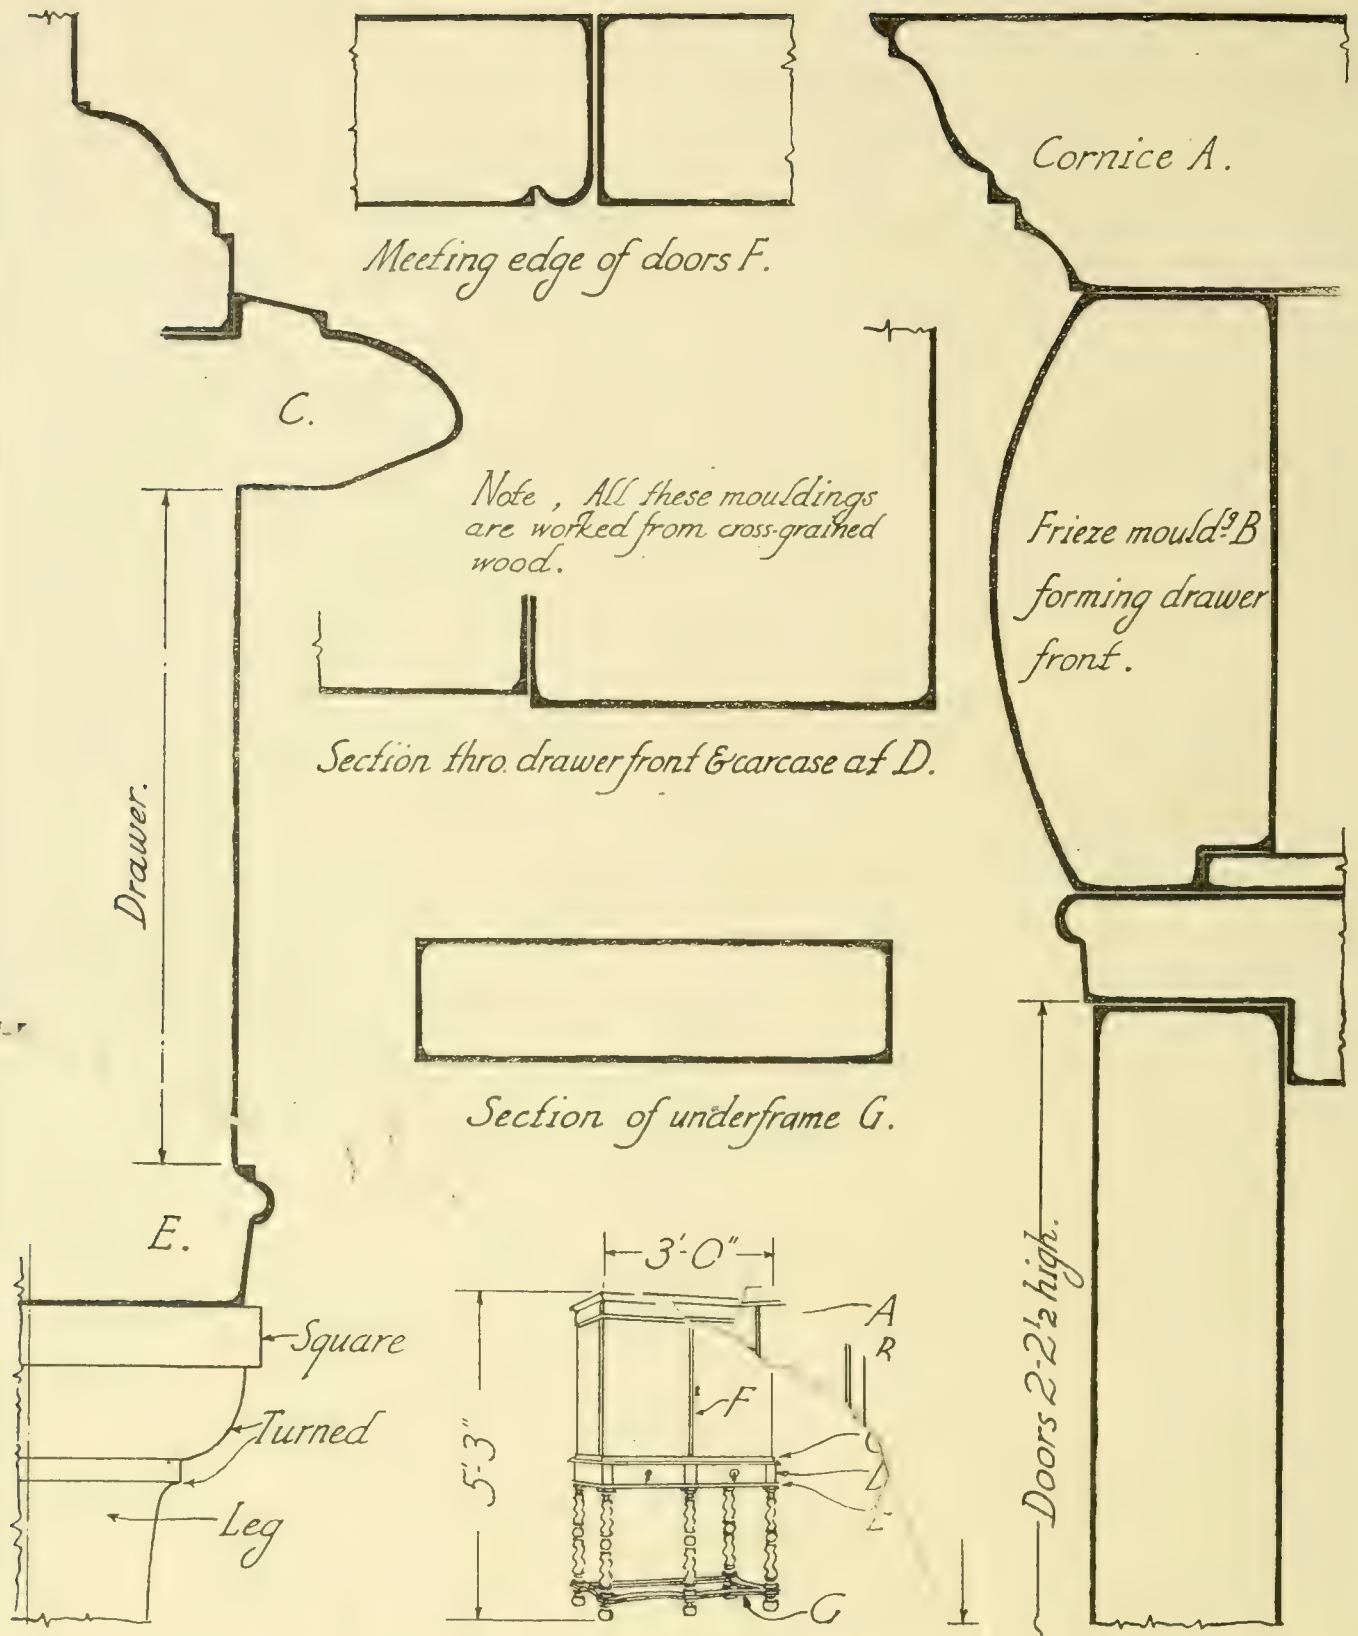 Cornice A.
Meeting edge of doors F.
C.
Note , All these mouldings
are worked from cross-grained
wood.
Frieze mould.g B
forming drawer
front.
Section thro. drawer front & carcase at D.
Drawer.
Section of underframe G.
E.
Square
Turned
Leg
3'-0"
5'-3"
A
B
F
C
D
E
G
Doors 2-2½ high.